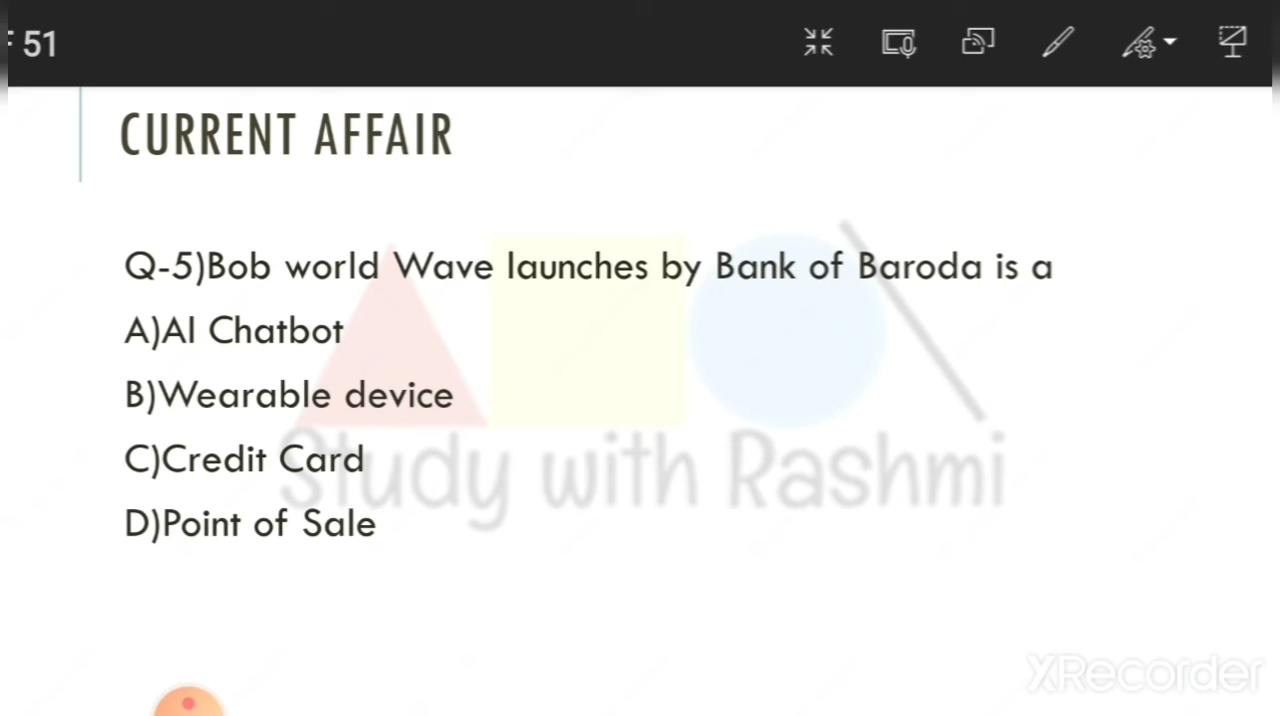 51
CURRENT AFFAIR
Q-5)Bob world Wave launches by Bank of Baroda is a
A)AI Chatbot
B)Wearable device
C)Credit Card
D)Point of Sale
Study with Rashmi
XRecorder